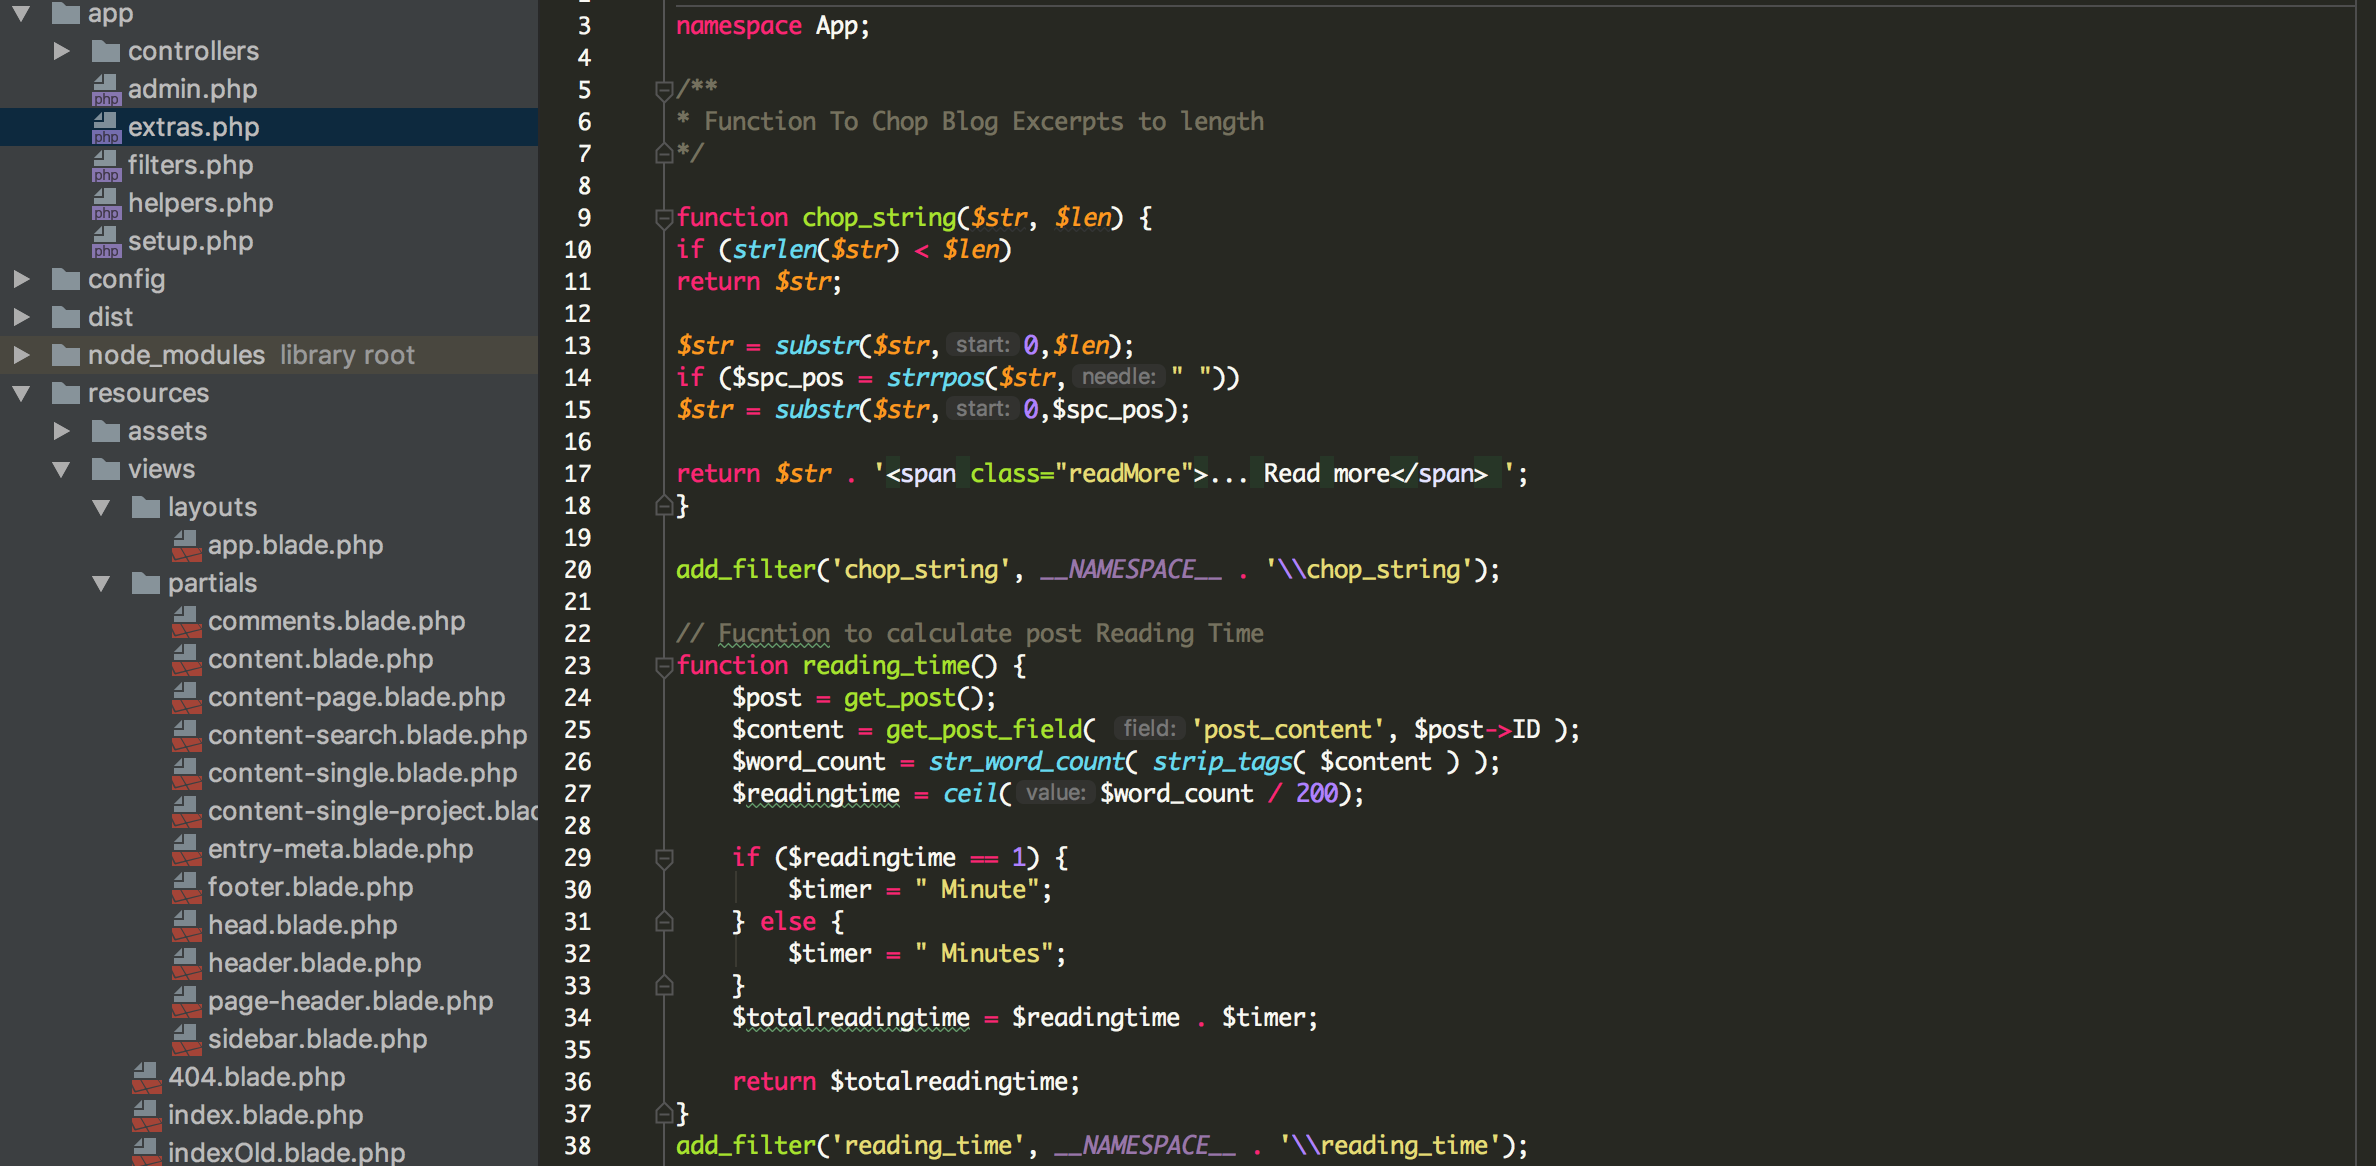 app
controllers
admin.php
extras.php
filters.php
helpers.php
setup.php
config
dist
node_modules library root
resources
assets
views
layouts
app.blade.php
partials
comments.blade.php
content.blade.php
content-page.blade.php
content-search.blade.php
content-single.blade.php
content-single-project.blad
entry-meta.blade.php
footer.blade.php
head.blade.php
header.blade.php
page-header.blade.php
sidebar.blade.php
404.blade.php
index.blade.php
indexOld.blade.php
3 namespace App;
4
5 /**
6 * Function To Chop Blog Excerpts to length
7 */
8
9 function chop_string($str, $len) {
10 if (strlen($str) < $len)
11 return $str;
12
13 $str = substr($str, start: 0,$len);
14 if ($spc_pos = strrpos($str, needle: " "))
15 $str = substr($str, start: 0,$spc_pos);
16
17 return $str . '<span class="readMore">... Read more</span> ';
18 }
19
20 add_filter('chop_string', __NAMESPACE__ . '\\chop_string');
21
22 // Fucntion to calculate post Reading Time
23 function reading_time() {
24 $post = get_post();
25 $content = get_post_field( field: 'post_content', $post->ID );
26 $word_count = str_word_count( strip_tags( $content ) );
27 $readingtime = ceil( value: $word_count / 200);
28
29 if ($readingtime == 1) {
30 $timer = " Minute";
31 } else {
32 $timer = " Minutes";
33 }
34 $totalreadingtime = $readingtime . $timer;
35
36 return $totalreadingtime;
37 }
38 add_filter('reading_time', __NAMESPACE__ . '\\reading_time');